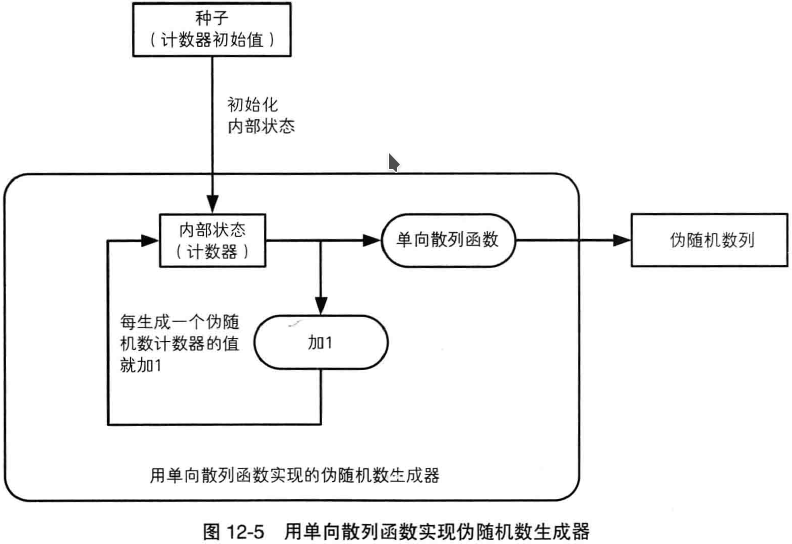 种子
（计数器初始值）
初始化
内部状态
内部状态
（计数器）
单向散列函数
伪随机数列
每生成一个伪随
机数计数器的值
就加1
加1
用单向散列函数实现的伪随机数生成器
图 12-5 用单向散列函数实现伪随机数生成器